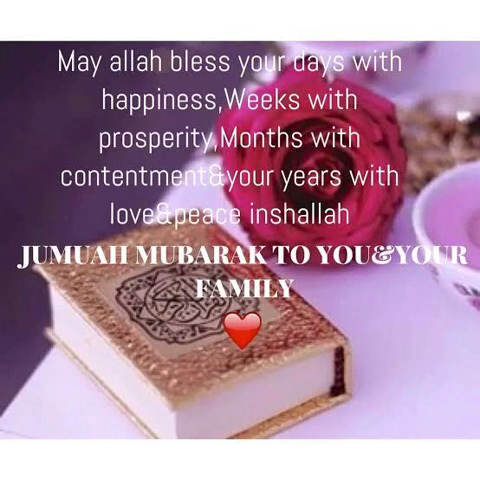 May allah bless your days with
happiness,Weeks with
prosperity,Months with
contentment&your years with
love&peace inshallah
JUMUAH MUBARAK TO YOU&YOUR
FAMILY